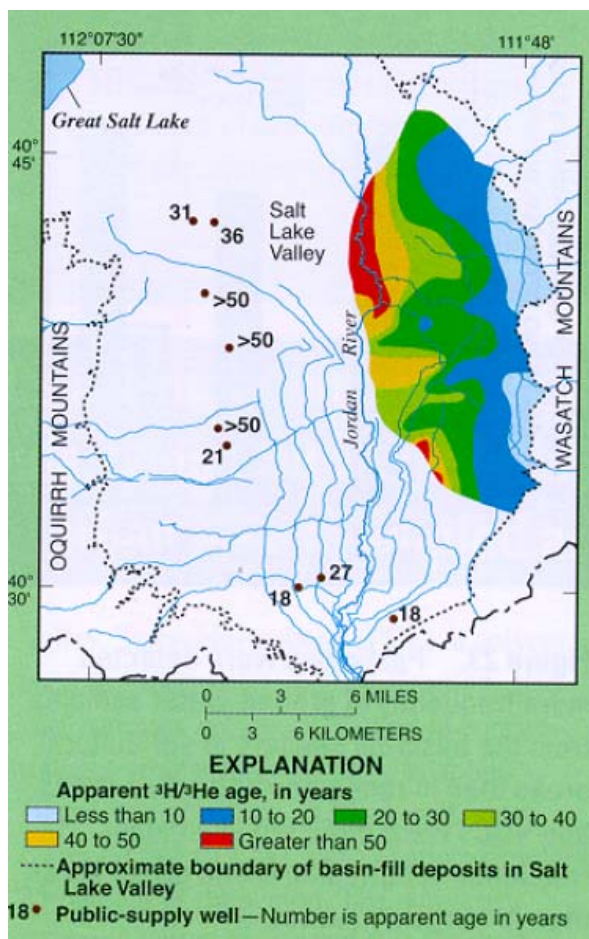 112°07'30"
111°48'
Great Salt Lake
40°
45'
31
36
Salt
Lake
Valley
>50
>50
>50
21
Jordan River
OQUIRRH MOUNTAINS
WASATCH MOUNTAINS
27
18
18
40°
30'
0 3 6 MILES
0 3 6 KILOMETERS
EXPLANATION
Apparent ³H/³He age, in years
Less than 10 10 to 20 20 to 30 30 to 40
40 to 50 Greater than 50
Approximate boundary of basin-fill deposits in Salt
Lake Valley
18 Public-supply well—Number is apparent age in years